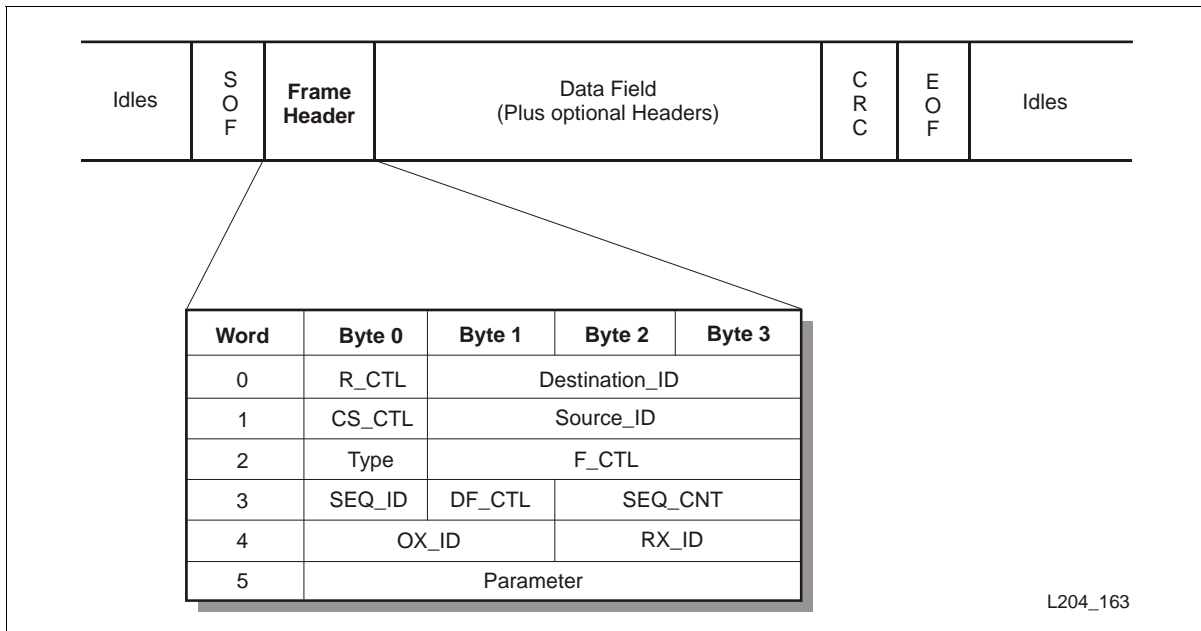 Idles
S
O
F
Frame
Header
Data Field
(Plus optional Headers)
C
R
C
E
O
F
Idles
Word Byte 0 Byte 1 Byte 2 Byte 3
0 R_CTL Destination_ID
1 CS_CTL Source_ID
2 Type F_CTL
3 SEQ_ID DF_CTL SEQ_CNT
4 OX_ID RX_ID
5 Parameter
L204_163